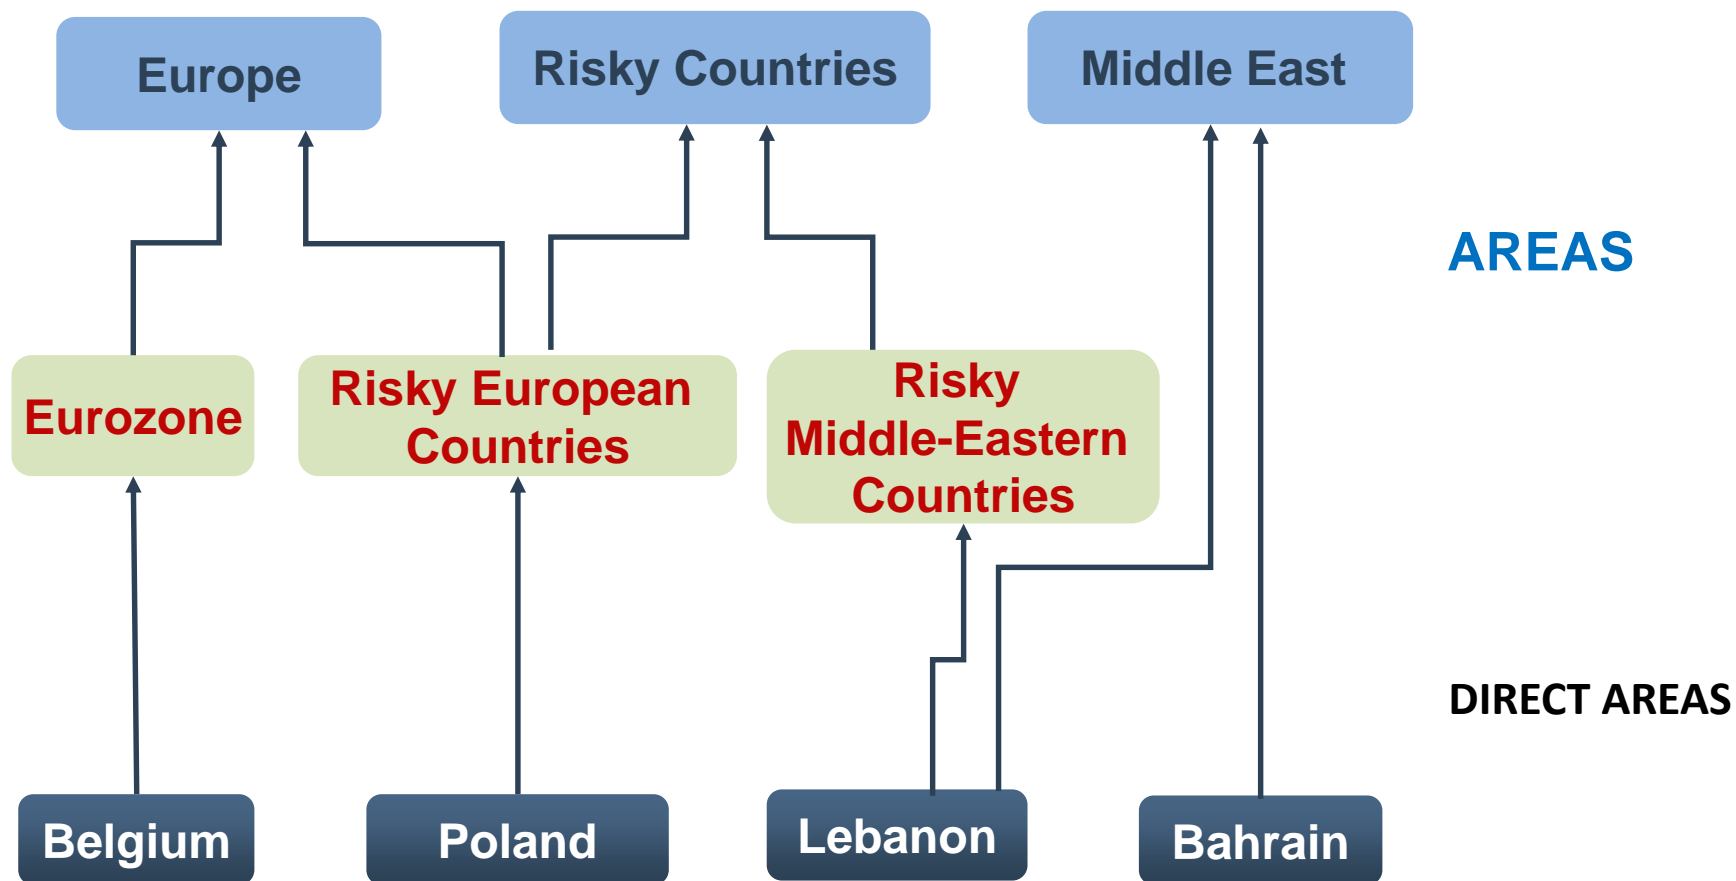 Europe
Risky Countries
Middle East
AREAS
Eurozone
Risky European
Countries
Risky
Middle-Eastern
Countries
DIRECT AREAS
Belgium
Poland
Lebanon
Bahrain